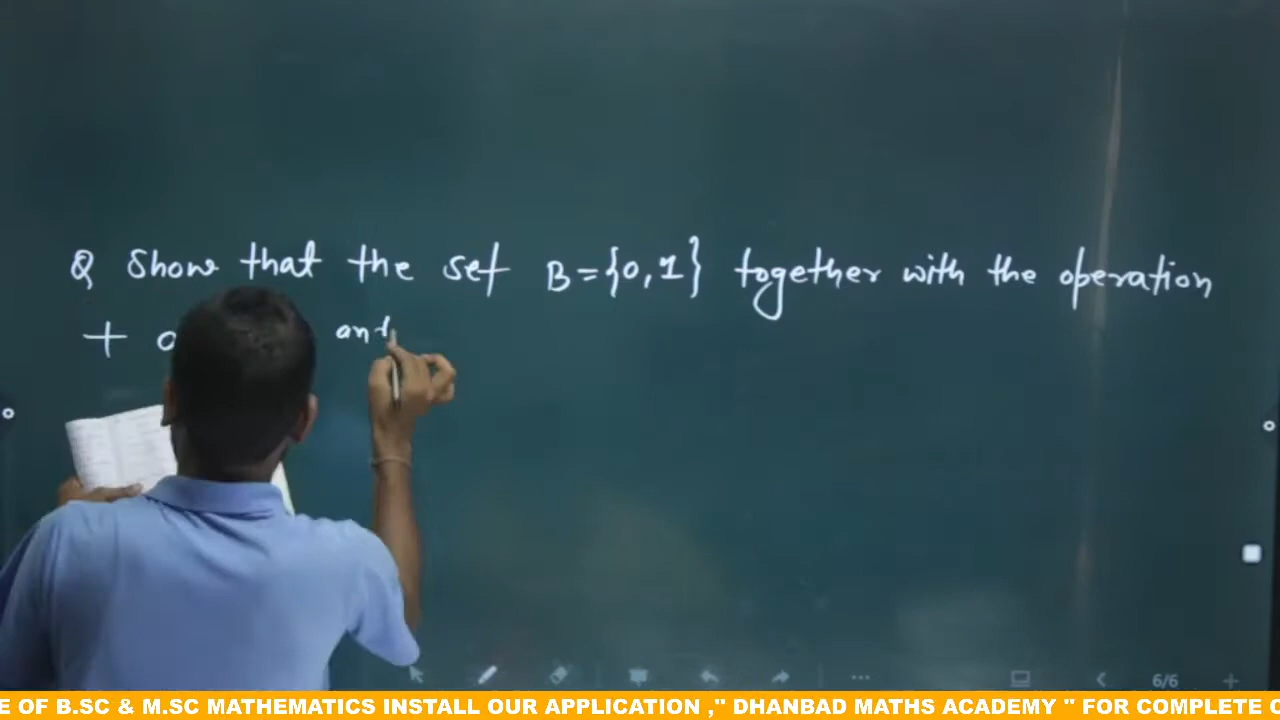 Q Show that the set B={0,1} together with the operation
+
6/6
E OF B.SC & M.SC MATHEMATICS INSTALL OUR APPLICATION ," DHANBAD MATHS ACADEMY " FOR COMPLETE